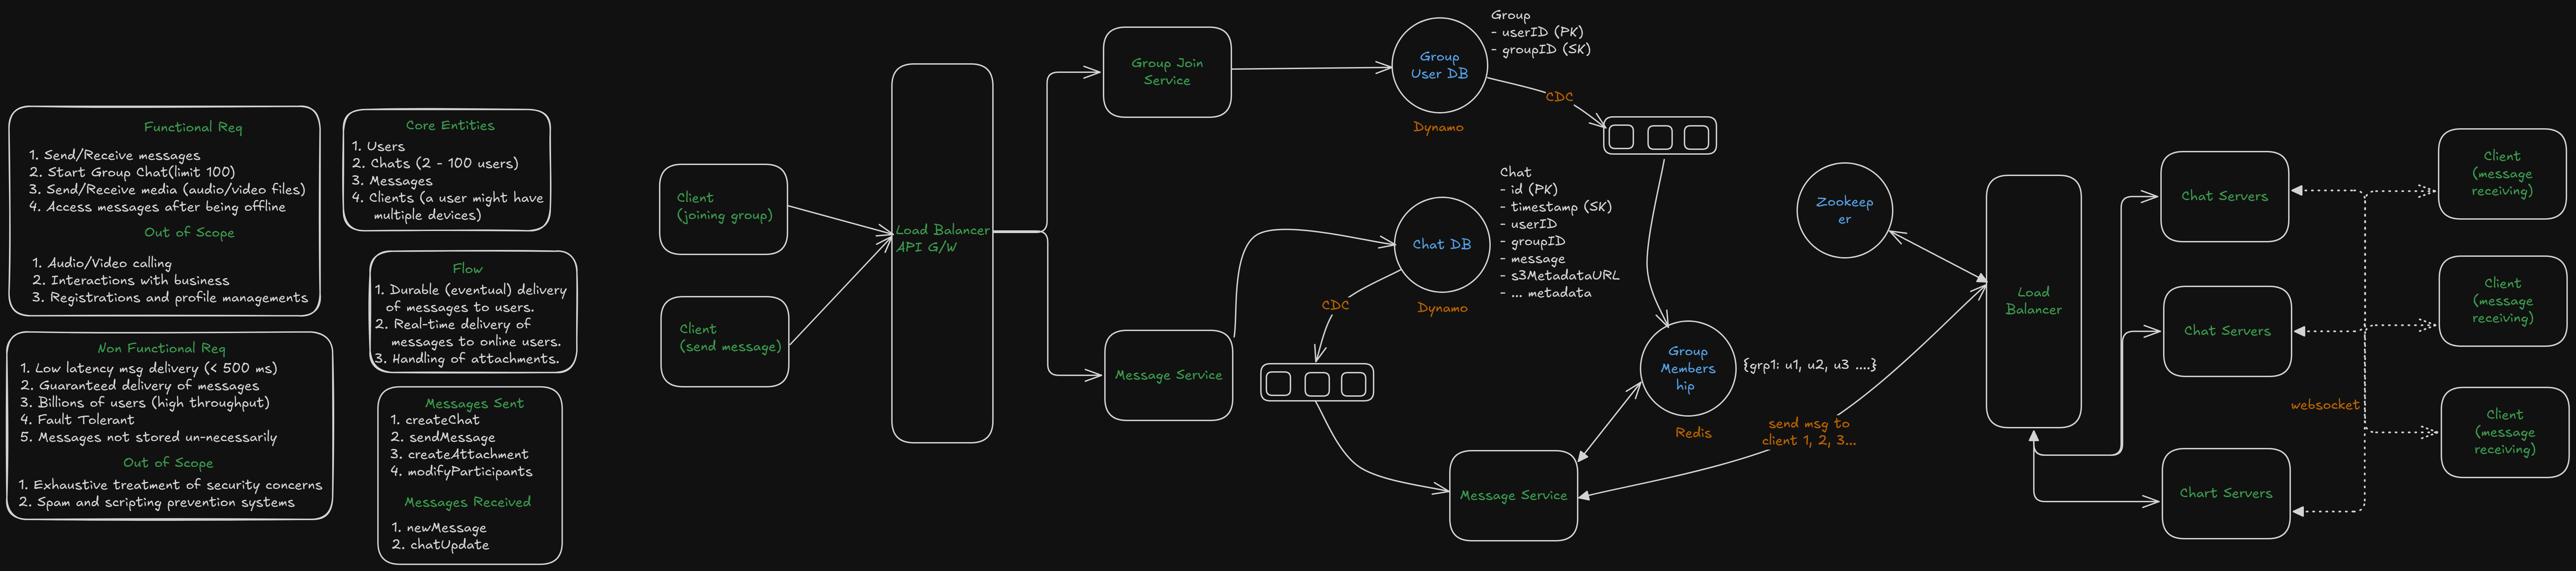 Functional Req
1. Send/Receive messages
2. Start Group Chat(limit 100)
3. Send/Receive media (audio/video files)
4. Access messages after being offline
Out of Scope
1. Audio/Video calling
2. Interactions with business
3. Registrations and profile managements
Non Functional Req
1. Low latency msg delivery (< 500 ms)
2. Guaranteed delivery of messages
3. Billions of users (high throughput)
4. Fault Tolerant
5. Messages not stored un-necessarily
Out of Scope
1. Exhaustive treatment of security concerns
2. Spam and scripting prevention systems
Core Entities
1. Users
2. Chats (2 - 100 users)
3. Messages
4. Clients (a user might have
multiple devices)
Flow
1. Durable (eventual) delivery
of messages to users.
2. Real-time delivery of
messages to online users.
3. Handling of attachments.
Messages Sent
1. createChat
2. sendMessage
3. createAttachment
4. modifyParticipants
Messages Received
1. newMessage
2. chatUpdate
Client
(joining group)
Client
(send message)
Load Balancer
API G/W
Group Join
Service
Message Service
Group
User DB
Dynamo
Group
- userID (PK)
- groupID (SK)
CDC
Chat DB
Dynamo
Chat
- id (PK)
- timestamp (SK)
- userID
- groupID
- message
- s3MetadataURL
- ... metadata
CDC
Message Service
Group
Members
hip
Redis
{grp1: u1, u2, u3 ....}
send msg to
client 1, 2, 3...
Zookeep
er
Load
Balancer
Chat Servers
Chat Servers
Chart Servers
websocket
Client
(message
receiving)
Client
(message
receiving)
Client
(message
receiving)